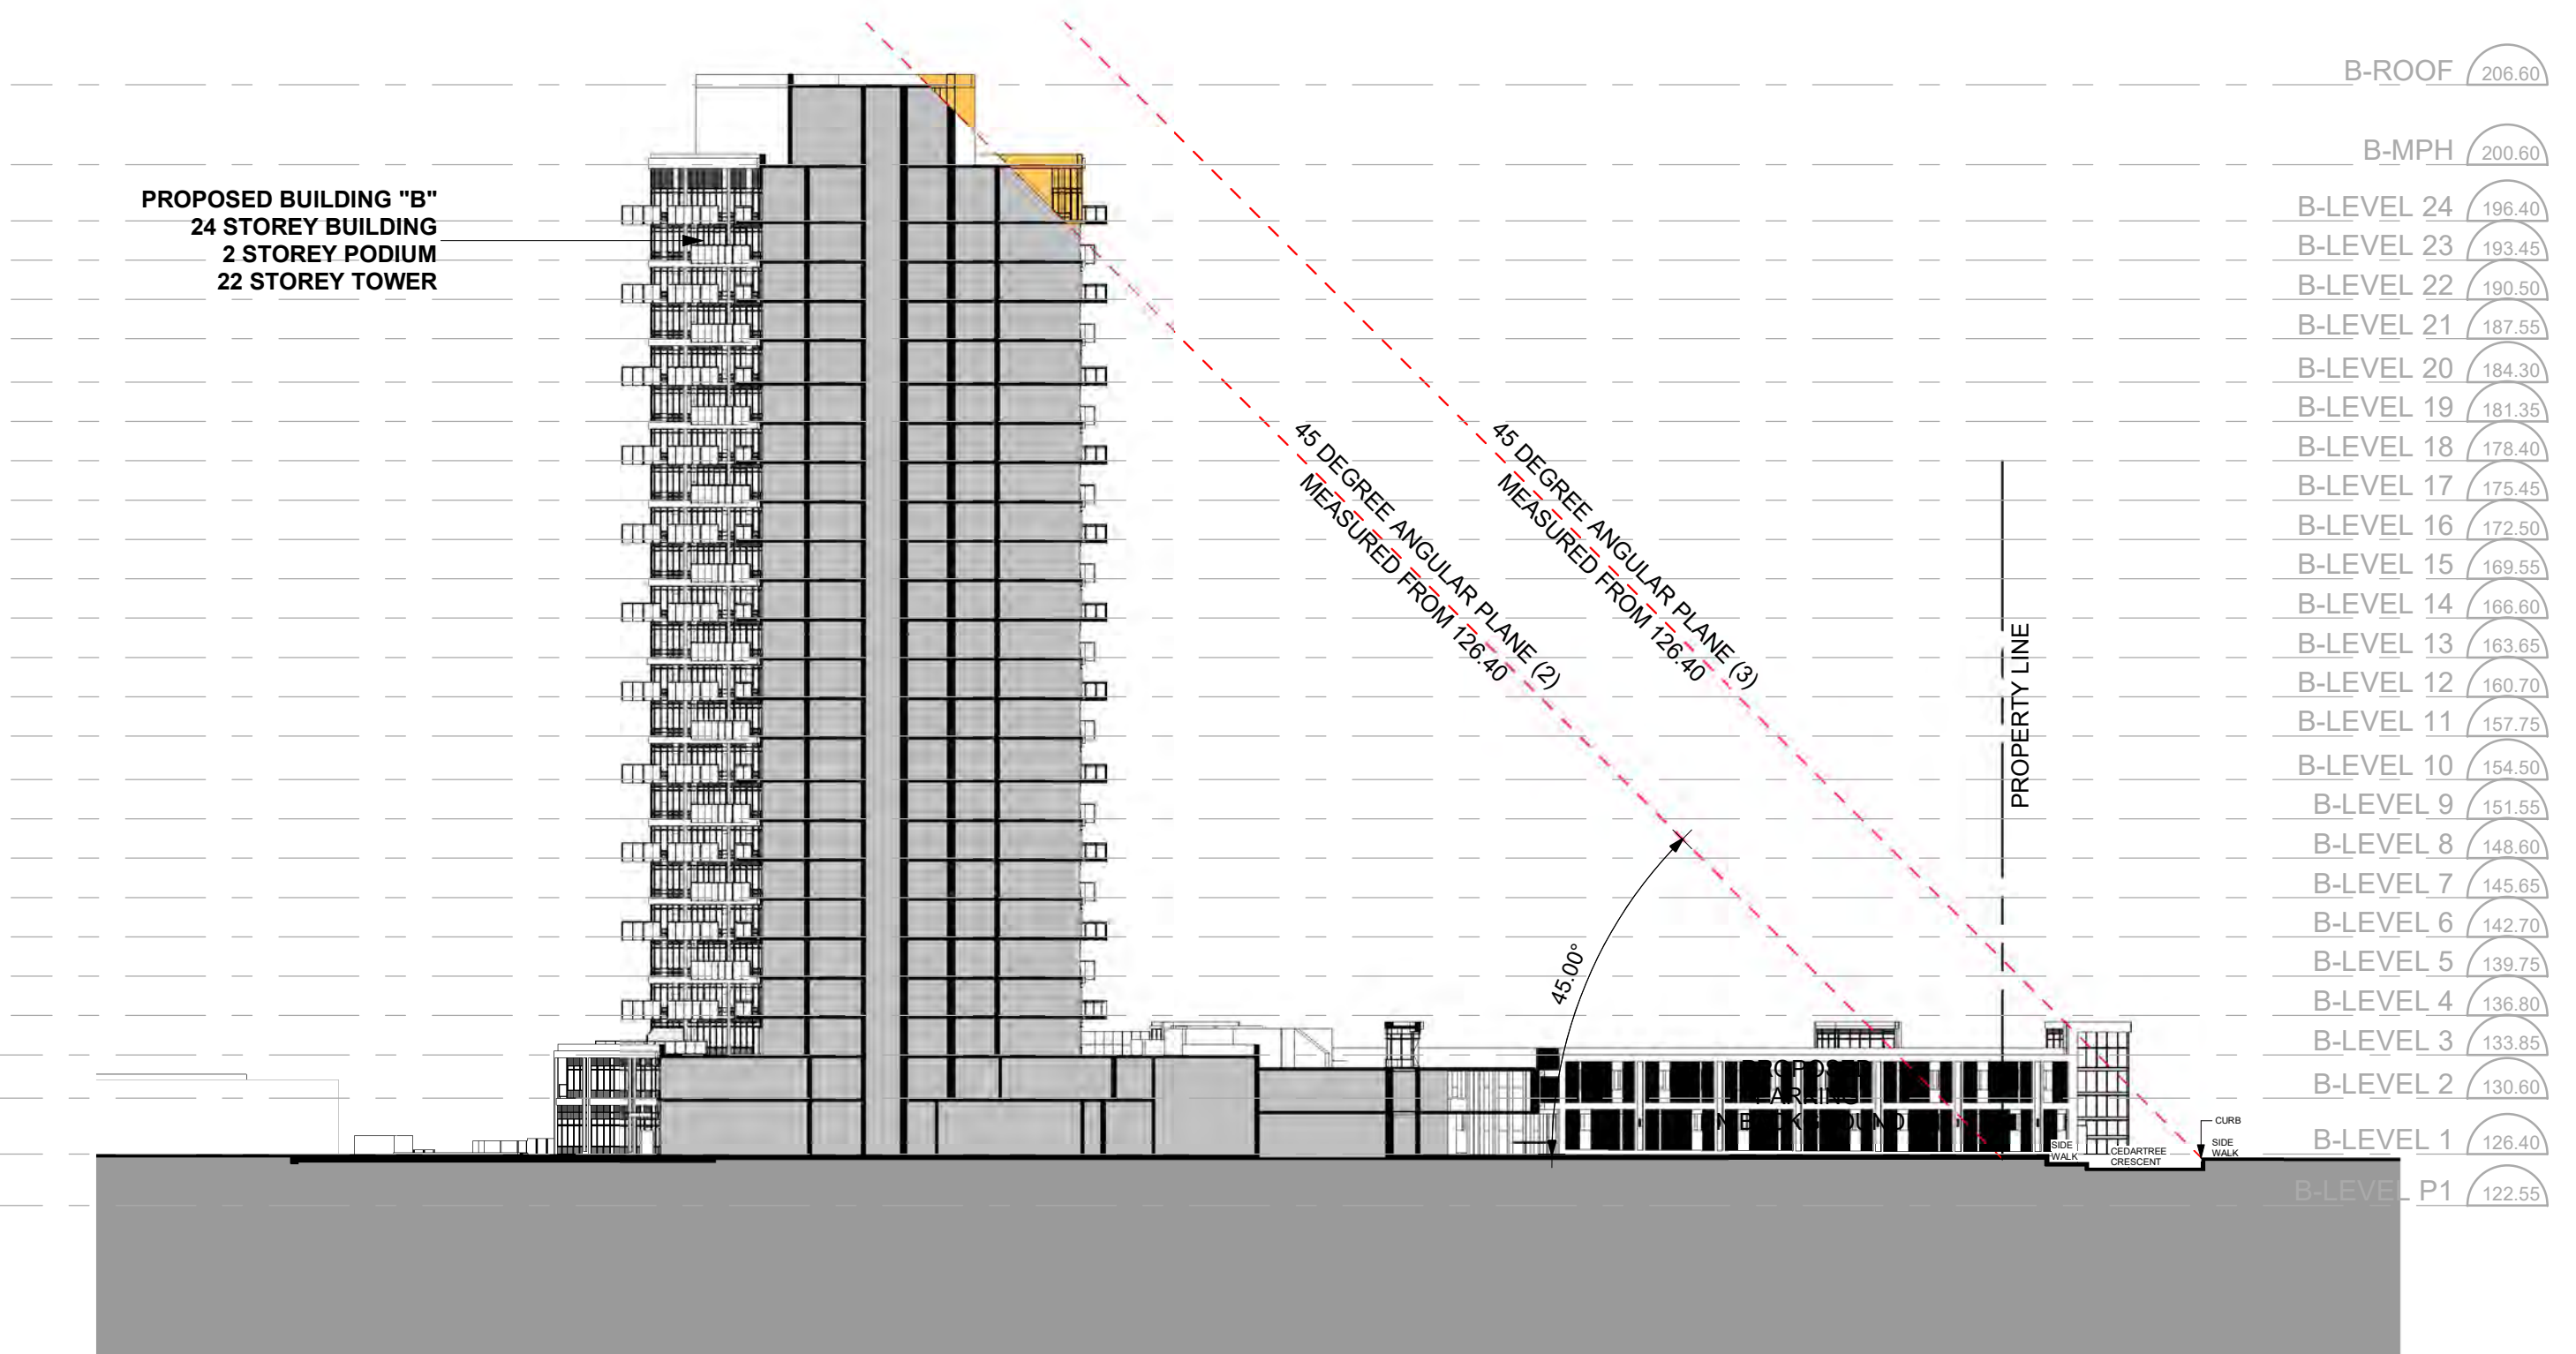 B-ROOF 206.60
B-MPH 200.60
PROPOSED BUILDING "B"
24 STOREY BUILDING
2 STOREY PODIUM
22 STOREY TOWER
B-LEVEL 24 196.40
B-LEVEL 23 193.45
B-LEVEL 22 190.50
B-LEVEL 21 187.55
B-LEVEL 20 184.30
B-LEVEL 19 181.35
B-LEVEL 18 178.40
B-LEVEL 17 175.45
B-LEVEL 16 172.50
B-LEVEL 15 169.55
B-LEVEL 14 166.60
B-LEVEL 13 163.65
B-LEVEL 12 160.70
B-LEVEL 11 157.75
B-LEVEL 10 154.50
B-LEVEL 9 151.55
B-LEVEL 8 148.60
B-LEVEL 7 145.65
B-LEVEL 6 142.70
B-LEVEL 5 139.75
B-LEVEL 4 136.80
B-LEVEL 3 133.85
B-LEVEL 2 130.60
B-LEVEL 1 126.40
B-LEVEL P1 122.55
45 DEGREE ANGULAR PLANE (2)
MEASURED FROM 126.40
45 DEGREE ANGULAR PLANE (3)
MEASURED FROM 126.40
PROPERTY LINE
45.00°
PROPOSED
PARKING
SIDE
WALK
CEDARTREE
CRESCENT
CURB
SIDE
WALK